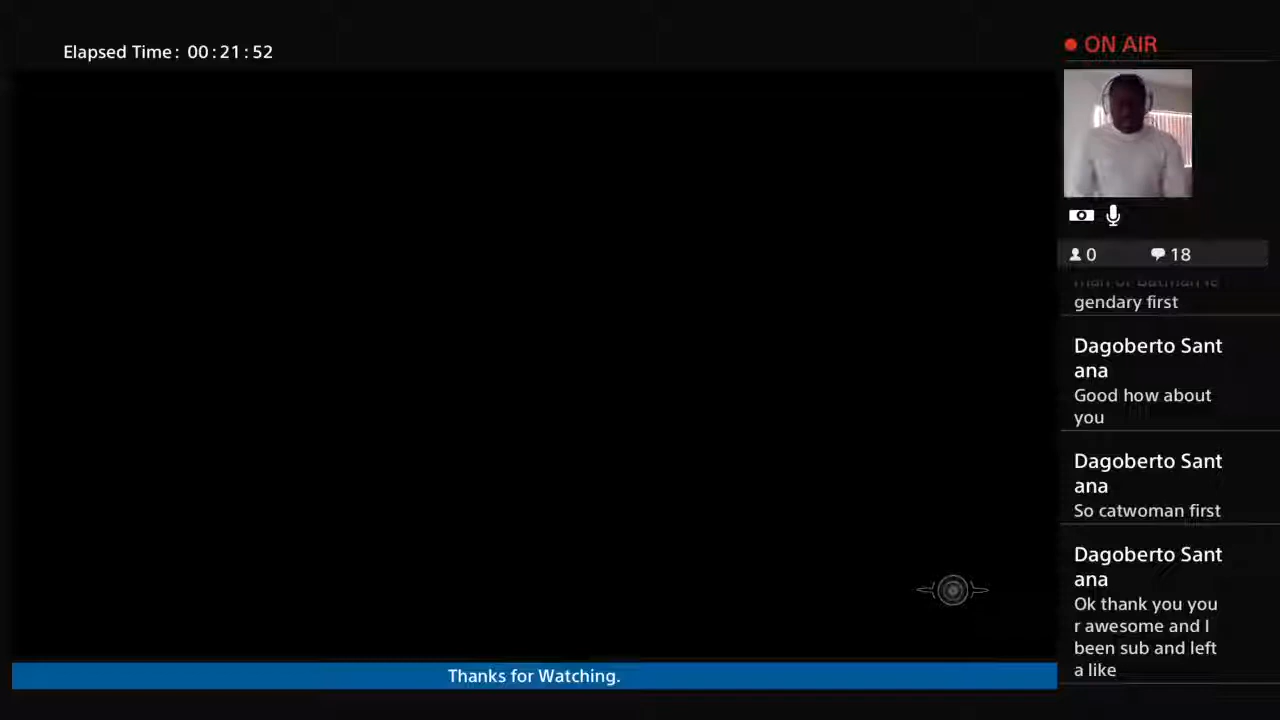 Elapsed Time: 00:21:52
ON AIR
0 18
gendary first
Dagoberto Sant
ana
Good how about
you
Dagoberto Sant
ana
So catwoman first
Dagoberto Sant
ana
Ok thank you you
r awesome and I
been sub and left
a like
Thanks for Watching.